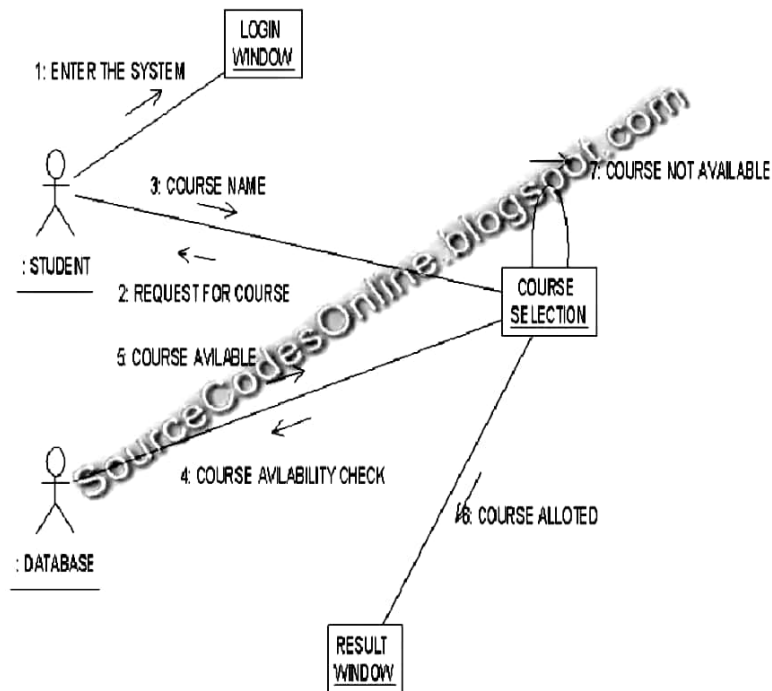 LOGIN
WINDOW
1: ENTER THE SYSTEM
7: COURSE NOT AVAILABLE
3: COURSE NAME
: STUDENT
2: REQUEST FOR COURSE
COURSE
SELECTION
5: COURSE AVILABLE
SourceCodesOnline.blogspot.com
4: COURSE AVILABILITY CHECK
6: COURSE ALLOTED
: DATABASE
RESULT
WINDOW